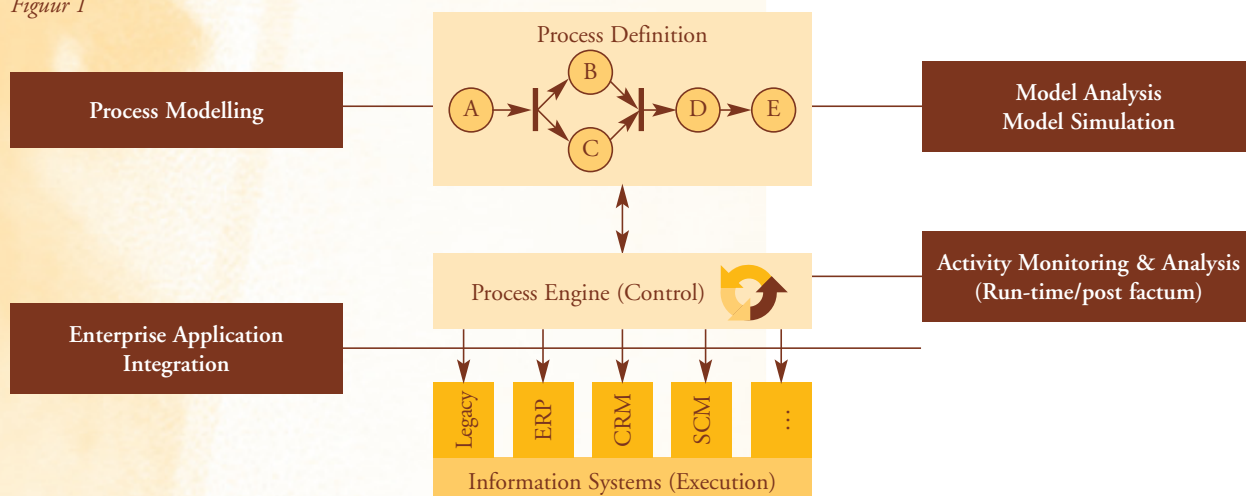 Figuur 1
Process Definition
A
B
C
D
E
Process Modelling
Model Analysis
Model Simulation
Process Engine (Control)
Activity Monitoring & Analysis
(Run-time/post factum)
Enterprise Application
Integration
Legacy
ERP
CRM
SCM
...
Information Systems (Execution)